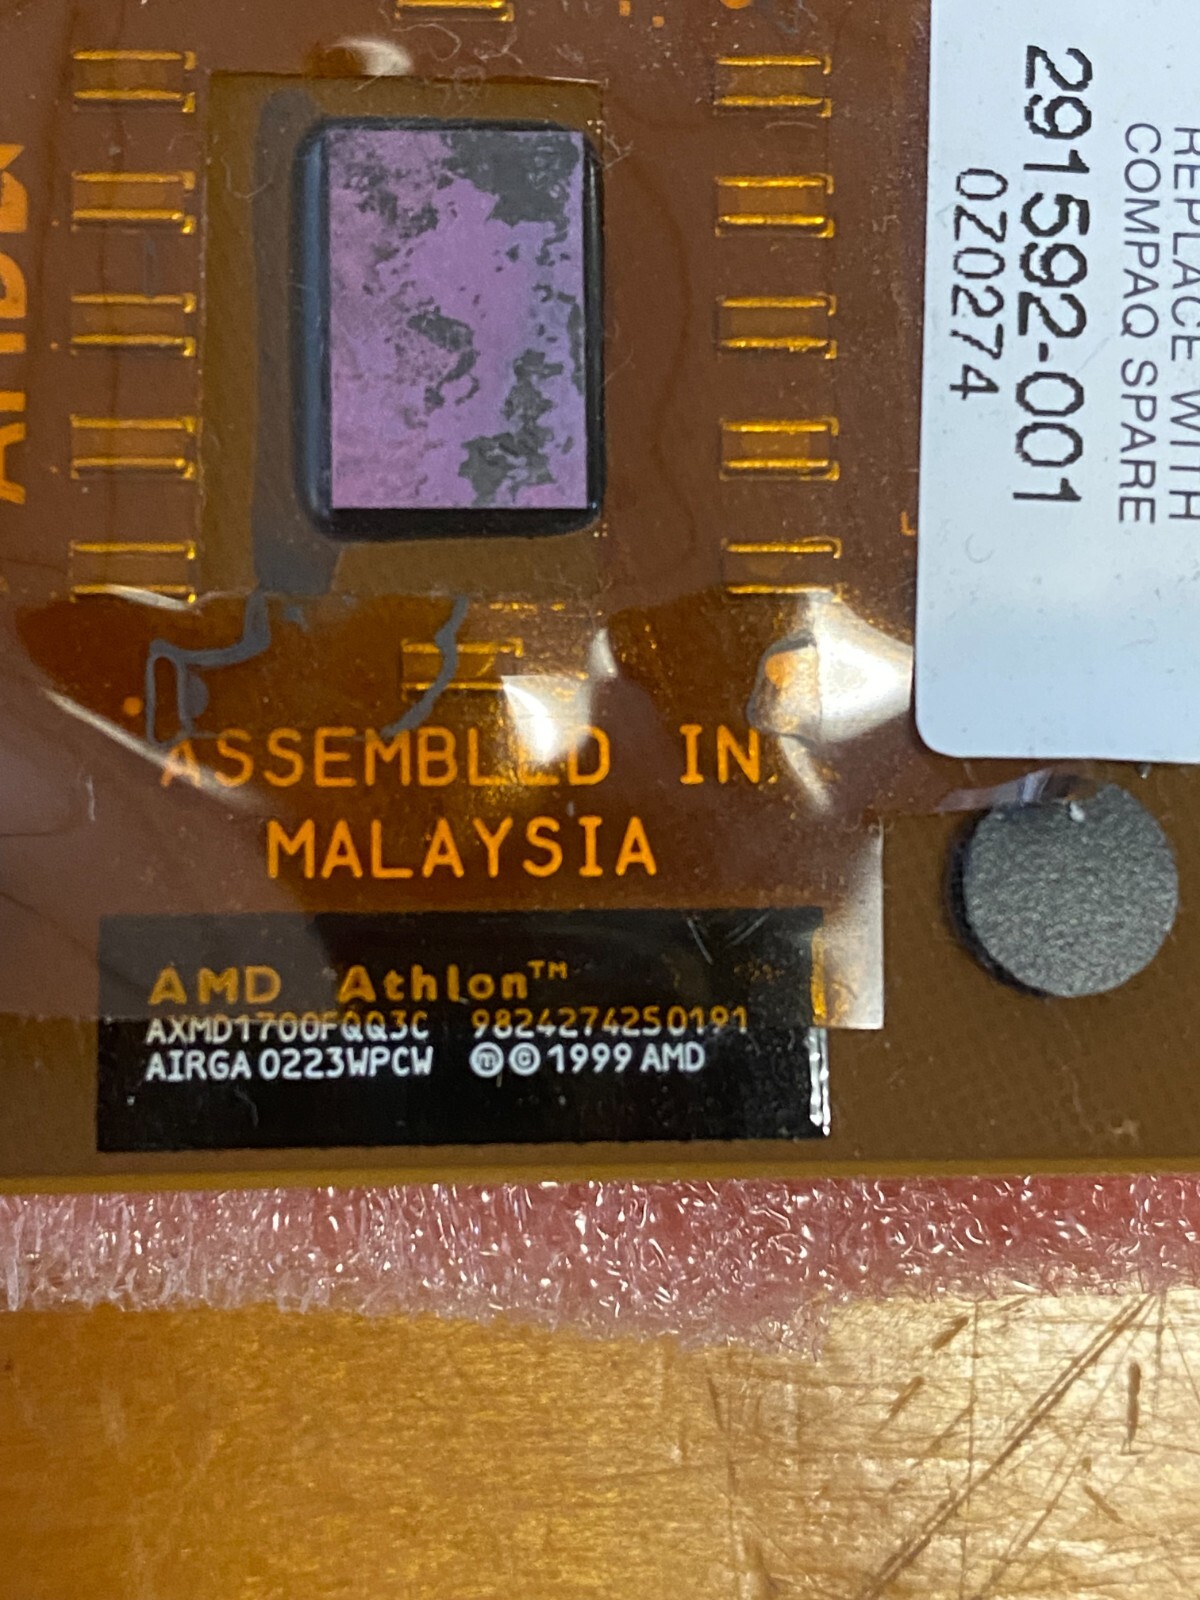 REPLACE WITH
COMPAQ SPARE
291592-001
0Z0274
ASSEMBLED IN
MALAYSIA
AMD Athlon™
AXMD1700FQQ3C 9824274250191
AIRGA 0223WPCW ⓜ©1999 AMD